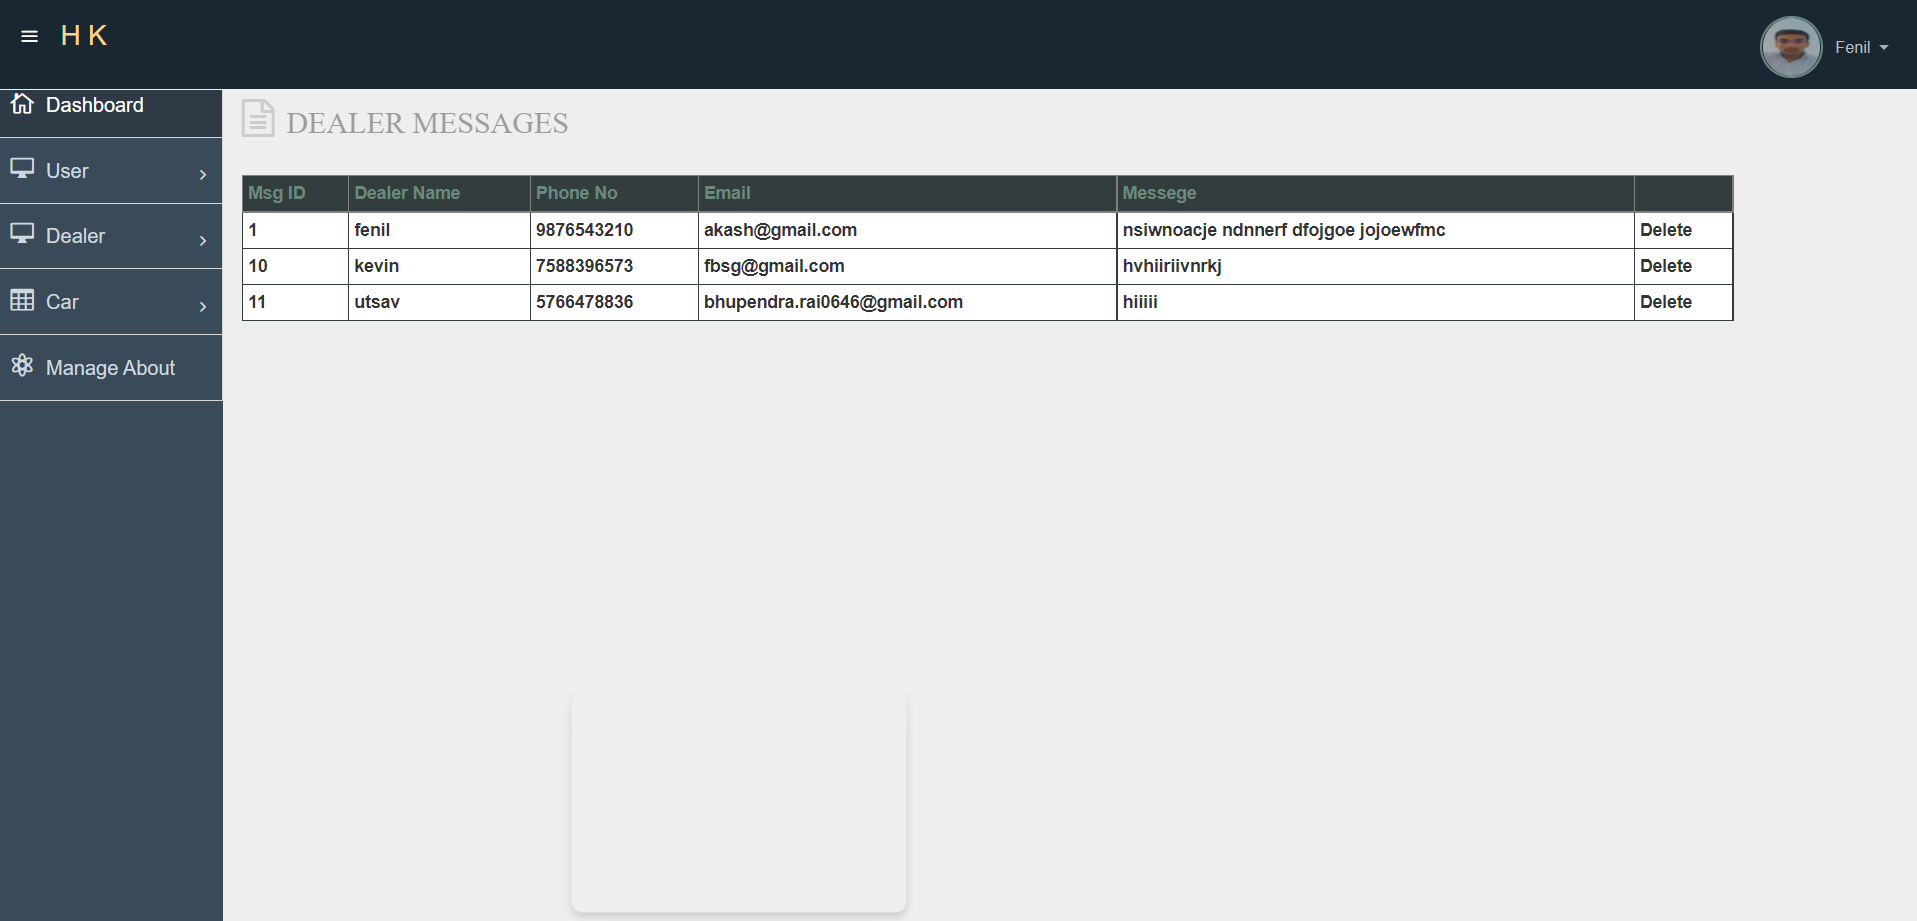 H K
Fenil
Dashboard
User
Dealer
Car
Manage About
DEALER MESSAGES
Msg ID Dealer Name Phone No Email Messege
1 fenil 9876543210 akash@gmail.com nsiwnoacje ndnnerf dfojgoe jojoewfmc Delete
10 kevin 7588396573 fbsg@gmail.com hvhiiriivnrkj Delete
11 utsav 5766478836 bhupendra.rai0646@gmail.com hiiiii Delete